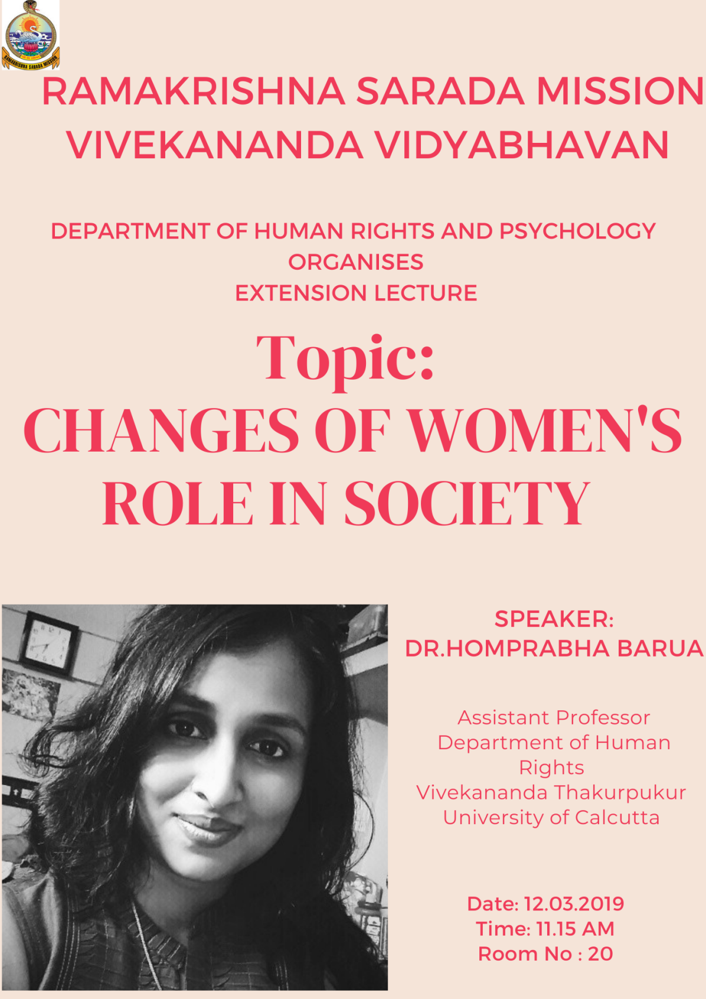 RAMAKRISHNA SARADA MISSION
RAMAKRISHNA SARADA MISSION
VIVEKANANDA VIDYABHAVAN
DEPARTMENT OF HUMAN RIGHTS AND PSYCHOLOGY
ORGANISES
EXTENSION LECTURE
Topic:
CHANGES OF WOMEN'S
ROLE IN SOCIETY
SPEAKER:
DR.HOMPRABHA BARUA
Assistant Professor
Department of Human
Rights
Vivekananda Thakurpukur
University of Calcutta
Date: 12.03.2019
Time: 11.15 AM
Room No : 20